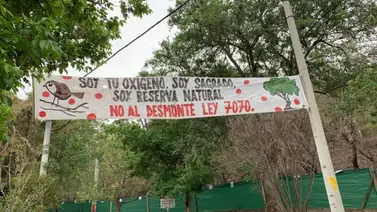 SOY TU OXIGENO, SOY SAGRADO,
SOY RESERVA NATURAL
NO AL DESMONTE LEY 7070.